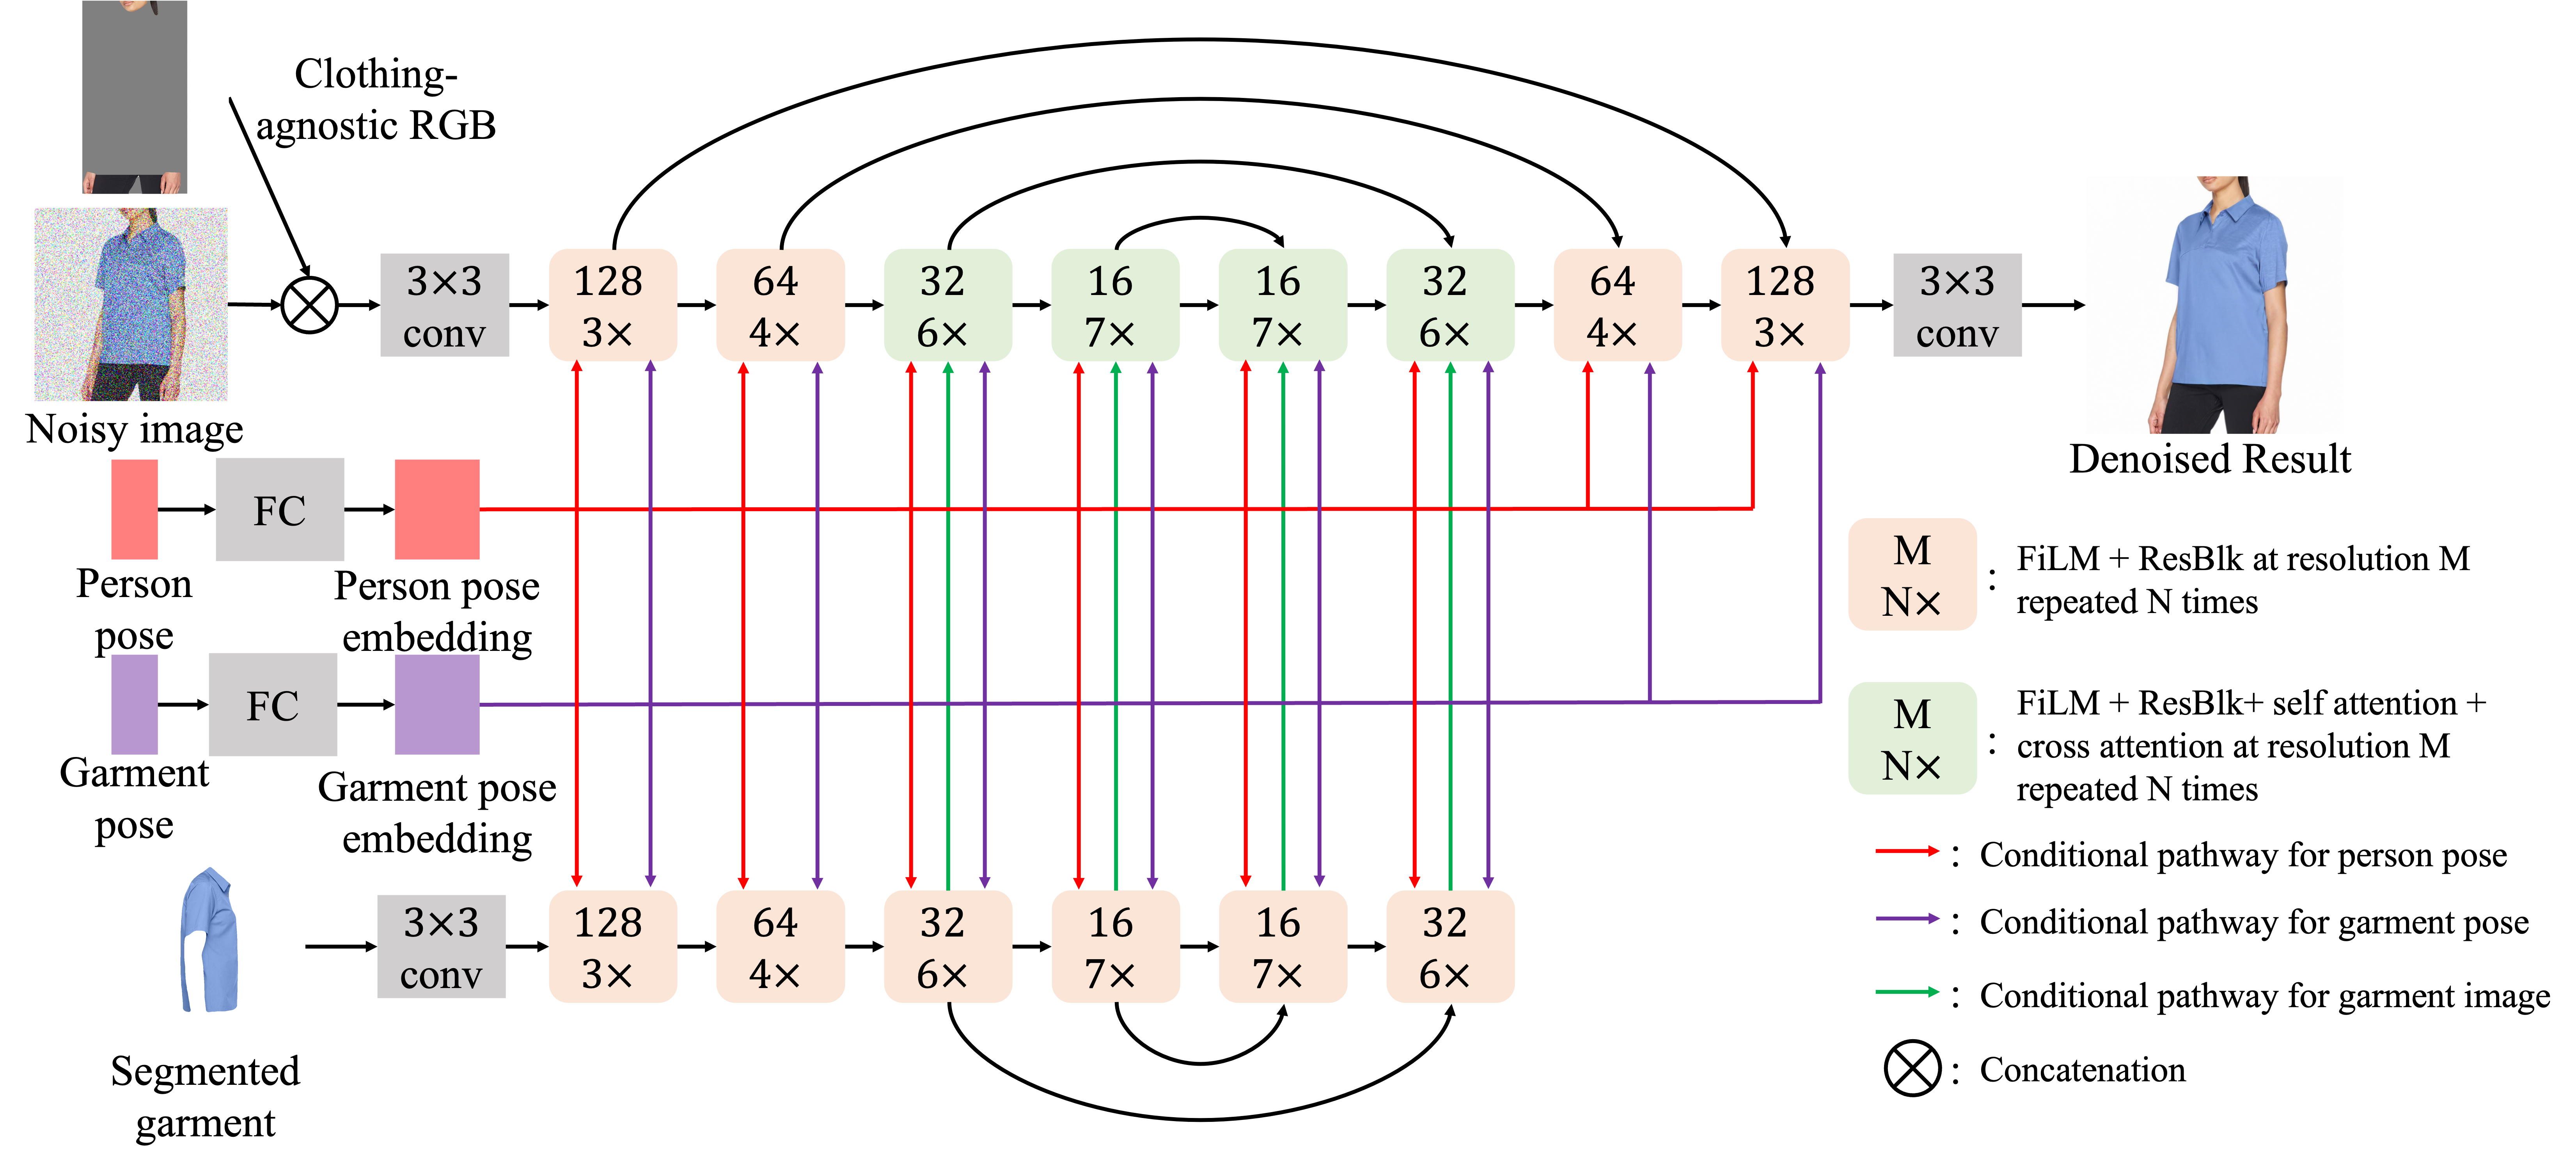 Clothing-
agnostic RGB
Noisy image
3×3
conv
128
3×
64
4×
32
6×
16
7×
16
7×
32
6×
64
4×
128
3×
3×3
conv
Denoised Result
FC
Person
pose
Person pose
embedding
FC
Garment
pose
Garment pose
embedding
Segmented
garment
3×3
conv
128
3×
64
4×
32
6×
16
7×
16
7×
32
6×
M
N×
: FiLM + ResBlk at resolution M
repeated N times
M
N×
: FiLM + ResBlk+ self attention +
cross attention at resolution M
repeated N times
: Conditional pathway for person pose
: Conditional pathway for garment pose
: Conditional pathway for garment image
: Concatenation